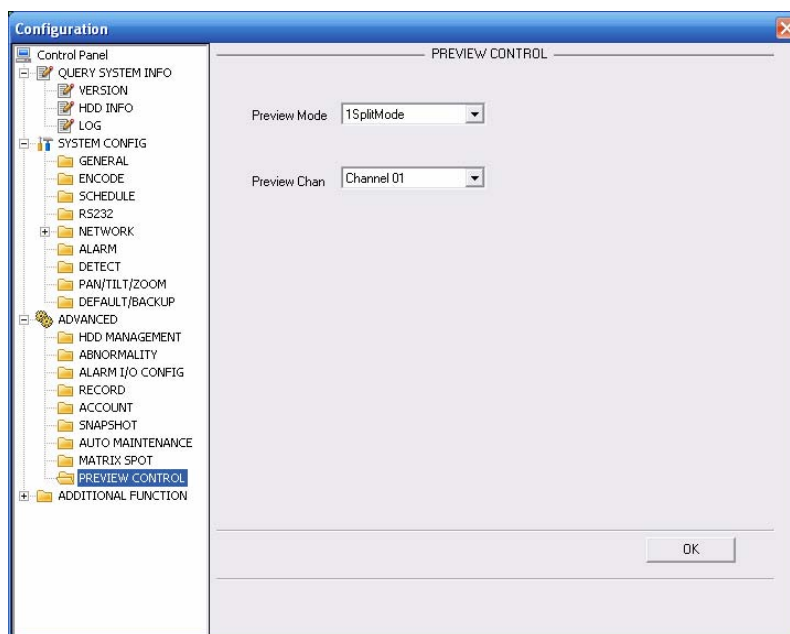 Configuration
Control Panel
QUERY SYSTEM INFO
VERSION
HDD INFO
LOG
SYSTEM CONFIG
GENERAL
ENCODE
SCHEDULE
RS232
NETWORK
ALARM
DETECT
PAN/TILT/ZOOM
DEFAULT/BACKUP
ADVANCED
HDD MANAGEMENT
ABNORMALITY
ALARM I/O CONFIG
RECORD
ACCOUNT
SNAPSHOT
AUTO MAINTENANCE
MATRIX SPOT
PREVIEW CONTROL
ADDITIONAL FUNCTION
PREVIEW CONTROL
Preview Mode 1SplitMode
Preview Chan Channel 01
OK